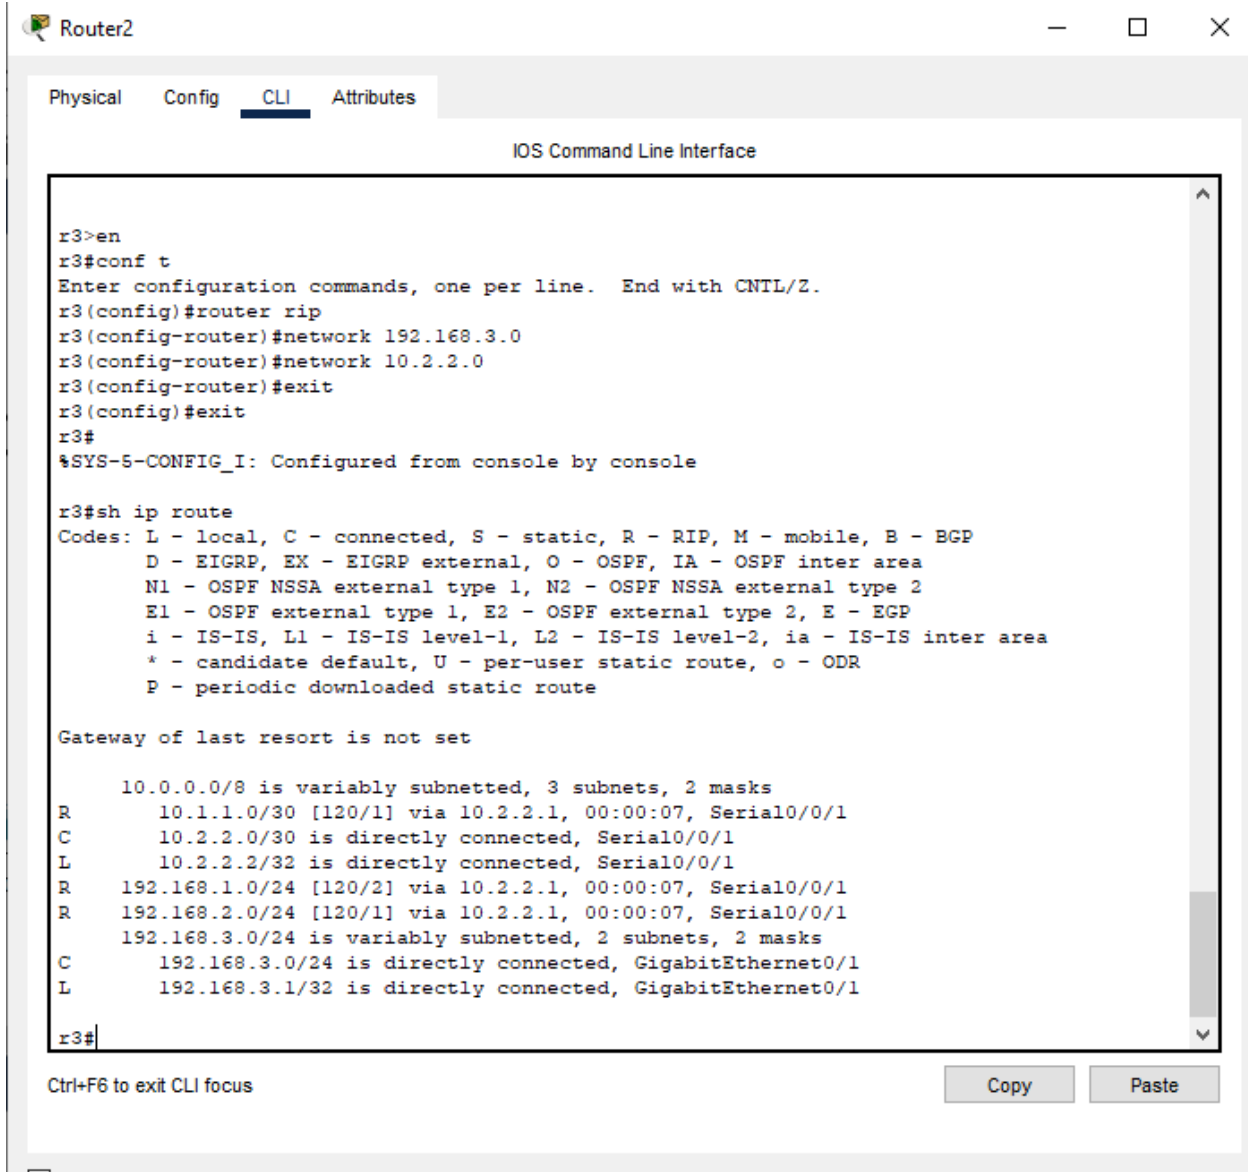 Router2
Physical Config CLI Attributes
IOS Command Line Interface
r3>en
r3#conf t
Enter configuration commands, one per line.  End with CNTL/Z.
r3(config)#router rip
r3(config-router)#network 192.168.3.0
r3(config-router)#network 10.2.2.0
r3(config-router)#exit
r3(config)#exit
r3#
%SYS-5-CONFIG_I: Configured from console by console
r3#sh ip route
Codes: L - local, C - connected, S - static, R - RIP, M - mobile, B - BGP
       D - EIGRP, EX - EIGRP external, O - OSPF, IA - OSPF inter area
       N1 - OSPF NSSA external type 1, N2 - OSPF NSSA external type 2
       E1 - OSPF external type 1, E2 - OSPF external type 2, E - EGP
       i - IS-IS, L1 - IS-IS level-1, L2 - IS-IS level-2, ia - IS-IS inter area
       * - candidate default, U - per-user static route, o - ODR
       P - periodic downloaded static route
Gateway of last resort is not set
     10.0.0.0/8 is variably subnetted, 3 subnets, 2 masks
R       10.1.1.0/30 [120/1] via 10.2.2.1, 00:00:07, Serial0/0/1
C       10.2.2.0/30 is directly connected, Serial0/0/1
L       10.2.2.2/32 is directly connected, Serial0/0/1
R    192.168.1.0/24 [120/2] via 10.2.2.1, 00:00:07, Serial0/0/1
R    192.168.2.0/24 [120/1] via 10.2.2.1, 00:00:07, Serial0/0/1
     192.168.3.0/24 is variably subnetted, 2 subnets, 2 masks
C       192.168.3.0/24 is directly connected, GigabitEthernet0/1
L       192.168.3.1/32 is directly connected, GigabitEthernet0/1
r3#
Ctrl+F6 to exit CLI focus
Copy Paste